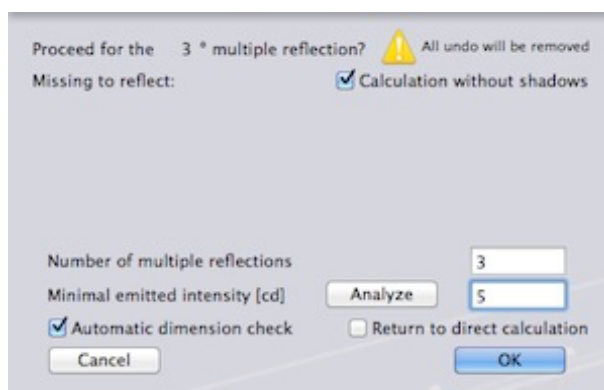 Proceed for the 3 ° multiple reflection? All undo will be removed
Missing to reflect: Calculation without shadows
Number of multiple reflections 3
Minimal emitted intensity [cd] Analyze 5
Automatic dimension check Return to direct calculation
Cancel OK